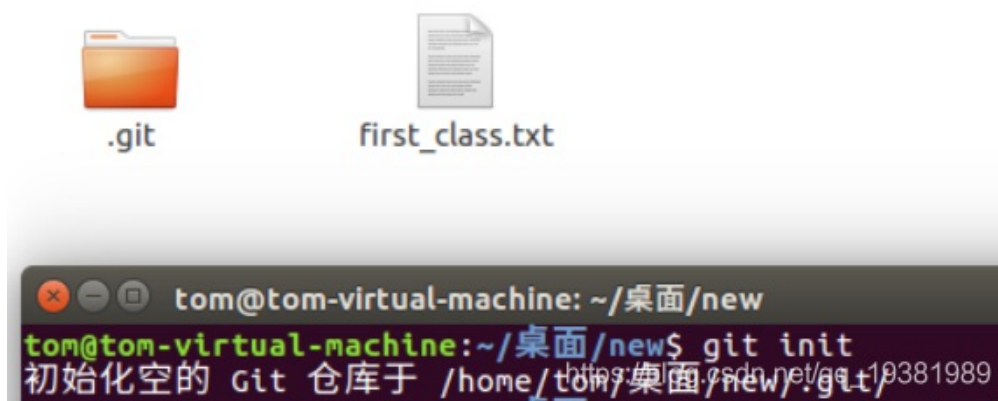 .git
first_class.txt
tom@tom-virtual-machine: ~/桌面/new
tom@tom-virtual-machine:~/桌面/new$ git init
初始化空的 Git 仓库于 /home/tom/桌面/new/.git/
https://blog.csdn.net/qq_19381989